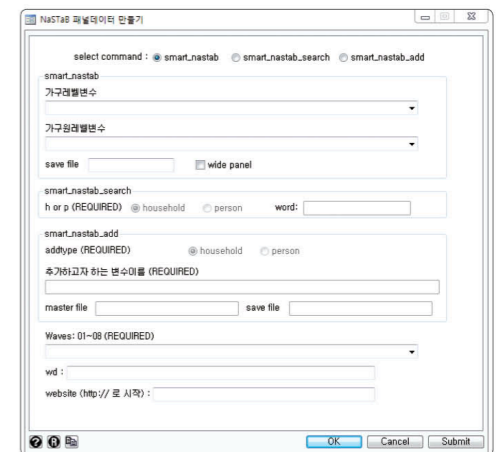 NaSTaB 패널데이터 만들기
select command : smart_nastab smart_nastab_search smart_nastab_add
smart_nastab
가구레벨변수
가구원레벨변수
save file wide panel
smart_nastab_search
h or p (REQUIRED) household person word:
smart_nastab_add
addtype (REQUIRED) household person
추가하고자 하는 변수이름 (REQUIRED)
master file save file
Waves: 01~08 (REQUIRED)
wd :
website (http:// 로 시작) :
OK Cancel Submit